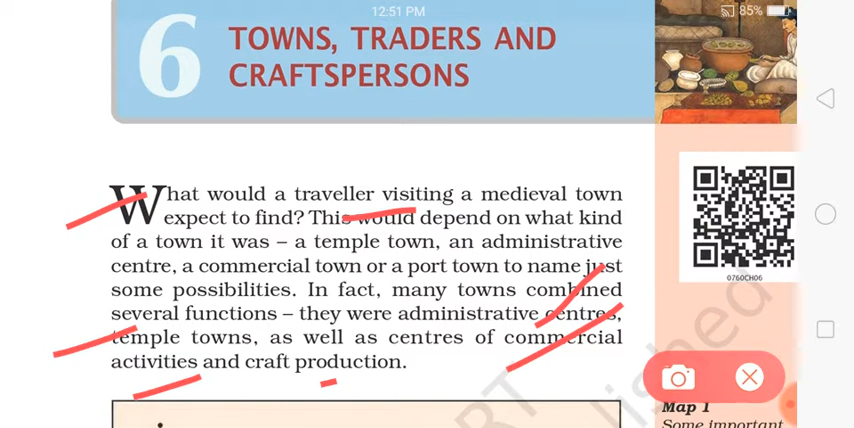 12:51 PM
85%
6
TOWNS, TRADERS AND
CRAFTSPERSONS
What would a traveller visiting a medieval town
expect to find? This would depend on what kind
of a town it was – a temple town, an administrative
centre, a commercial town or a port town to name just
some possibilities. In fact, many towns combined
several functions – they were administrative centres,
temple towns, as well as centres of commercial
activities and craft production.
0760CH06
Map 1
Some important